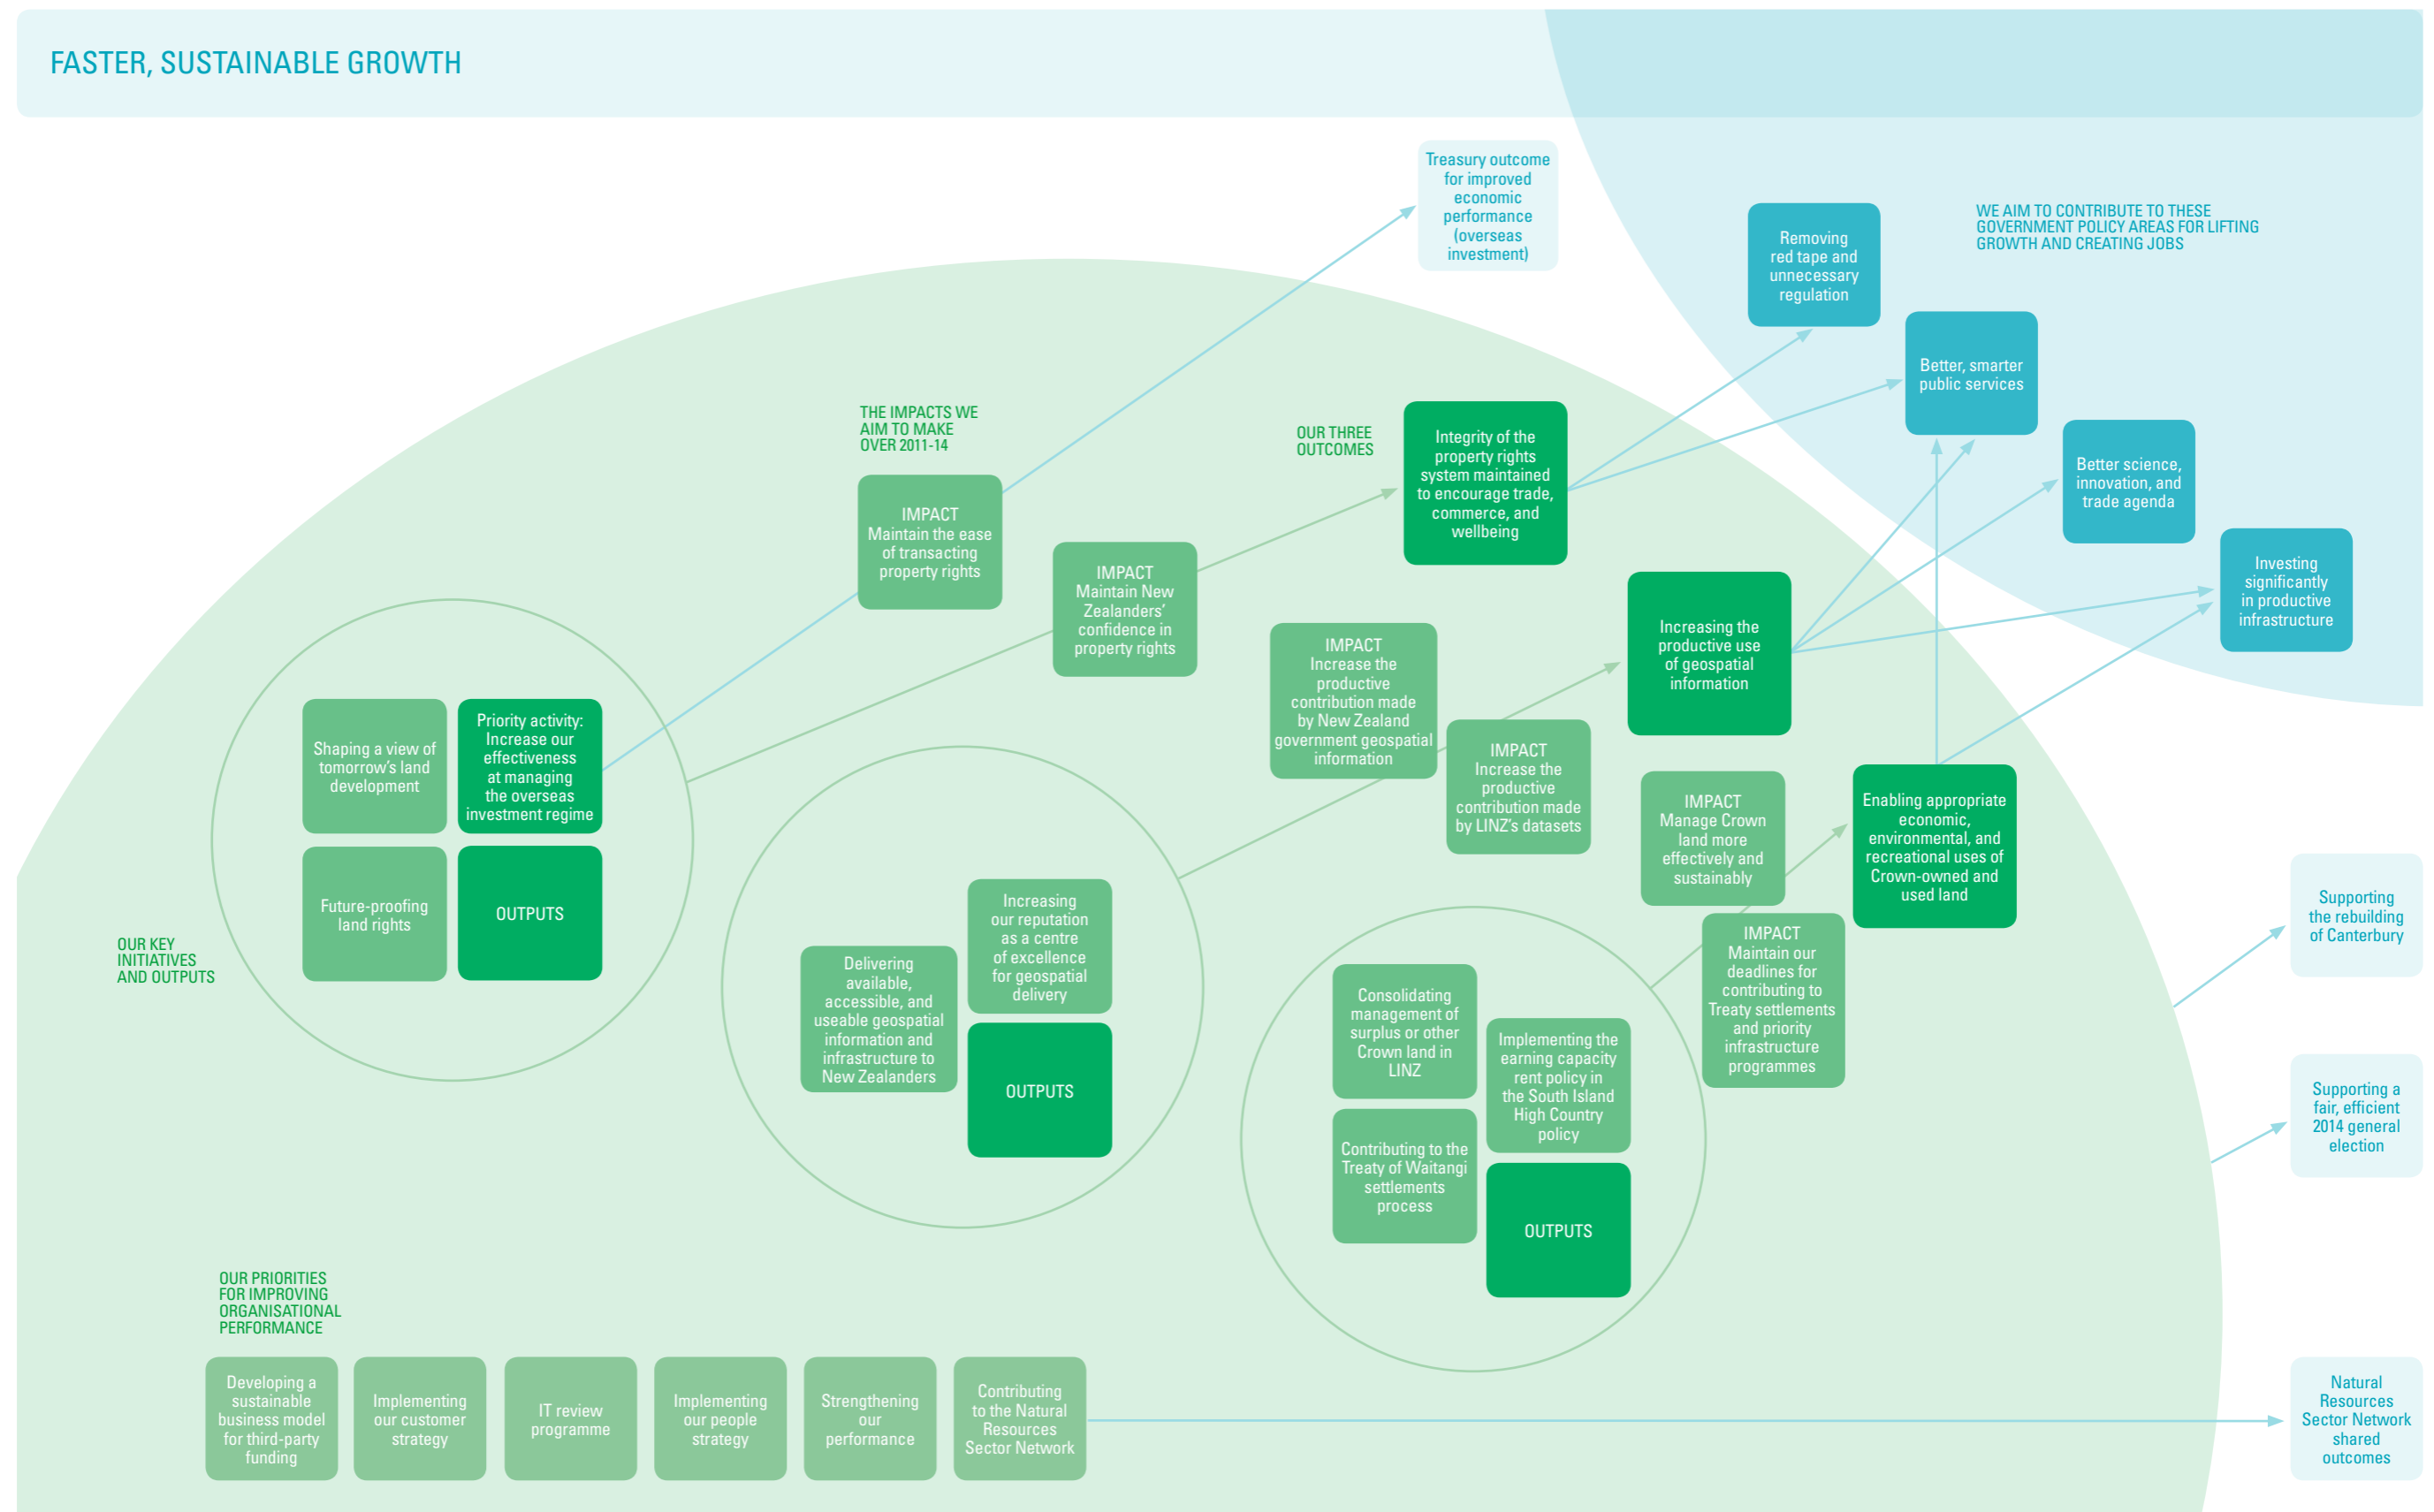 FASTER, SUSTAINABLE GROWTH
Treasury outcome
for improved
economic
performance
(overseas
investment)
WE AIM TO CONTRIBUTE TO THESE
GOVERNMENT POLICY AREAS FOR LIFTING
GROWTH AND CREATING JOBS
Removing
red tape and
unnecessary
regulation
Better, smarter
public services
Better science,
innovation, and
trade agenda
Investing
significantly
in productive
infrastructure
THE IMPACTS WE
AIM TO MAKE
OVER 2011-14
IMPACT
Maintain the ease
of transacting
property rights
IMPACT
Maintain New
Zealanders’
confidence in
property rights
OUR THREE
OUTCOMES
Integrity of the
property rights
system maintained
to encourage trade,
commerce, and
wellbeing
IMPACT
Increase the
productive
contribution made
by New Zealand
government geospatial
information
IMPACT
Increase the
productive
contribution made
by LINZ’s datasets
Increasing the
productive use
of geospatial
information
IMPACT
Manage Crown
land more
effectively and
sustainably
IMPACT
Maintain our
deadlines for
contributing to
Treaty settlements
and priority
infrastructure
programmes
Enabling appropriate
economic,
environmental, and
recreational uses of
Crown-owned and
used land
OUR KEY
INITIATIVES
AND OUTPUTS
Shaping a view of
tomorrow’s land
development
Priority activity:
Increase our
effectiveness
at managing
the overseas
investment regime
Future-proofing
land rights
OUTPUTS
Delivering
available,
accessible, and
useable geospatial
information and
infrastructure to
New Zealanders
Increasing
our reputation
as a centre
of excellence
for geospatial
delivery
OUTPUTS
Consolidating
management of
surplus or other
Crown land in
LINZ
Implementing the
earning capacity
rent policy in
the South Island
High Country
policy
Contributing to the
Treaty of Waitangi
settlements
process
OUTPUTS
Supporting
the rebuilding
of Canterbury
Supporting a
fair, efficient
2014 general
election
OUR PRIORITIES
FOR IMPROVING
ORGANISATIONAL
PERFORMANCE
Developing a
sustainable
business model
for third-party
funding
Implementing
our customer
strategy
IT review
programme
Implementing
our people
strategy
Strengthening
our
performance
Contributing
to the Natural
Resources
Sector Network
Natural
Resources
Sector Network
shared
outcomes